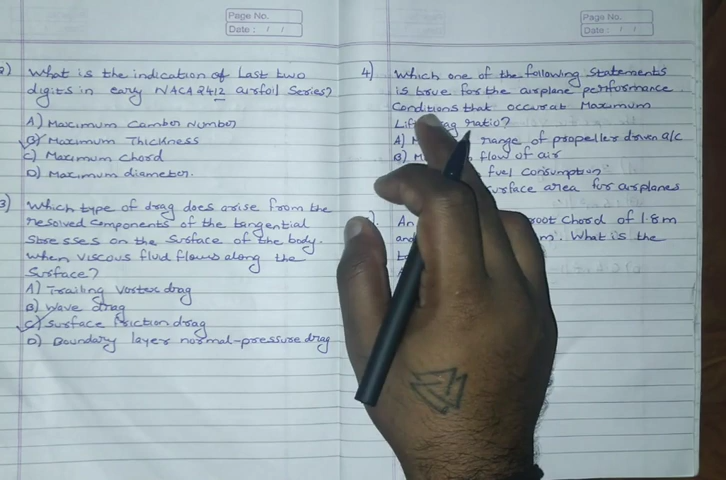 Page No.
Date : / /
2) What is the indication of Last two
digits in early NACA 2412 airfoil Series?
A) Maximum Camber Number
B) Maximum Thickness
C) Maximum chord
D) Maximum diameter.
3) Which type of drag does arise from the
resolved components of the tangential
stresses on the surface of the body.
When viscous fluid flows along the
Surface?
A) Trailing vortex drag
B) Wave drag
C) Surface friction drag
D) Boundary layer normal-pressure drag
Page No.
Date : / /
4) Which one of the following statements
is true for the airplane performance
Conditions that occur at Maximum
Lift drag ratio?
A) range of propeller driven a/c
B) flow of air
fuel Consumption
surface area for airplanes
An root chord of 1.8m
and m. What is the